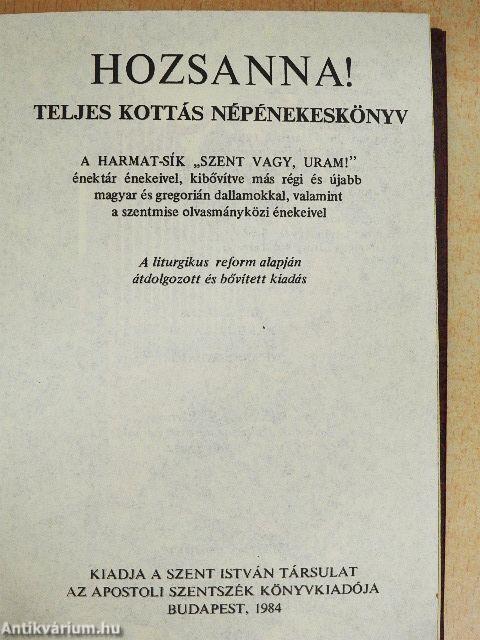 HOZSANNA!
TELJES KOTTÁS NÉPÉNEKESKÖNYV
A HARMAT-SÍK „SZENT VAGY, URAM!”
énektár énekeivel, kibővítve más régi és újabb
magyar és gregorián dallamokkal, valamint
a szentmise olvasmányközi énekeivel
A liturgikus reform alapján
átdolgozott és bővített kiadás
KIADJA A SZENT ISTVÁN TÁRSULAT
AZ APOSTOLI SZENTSZÉK KÖNYVKIADÓJA
BUDAPEST, 1984
Antikvárium.hu